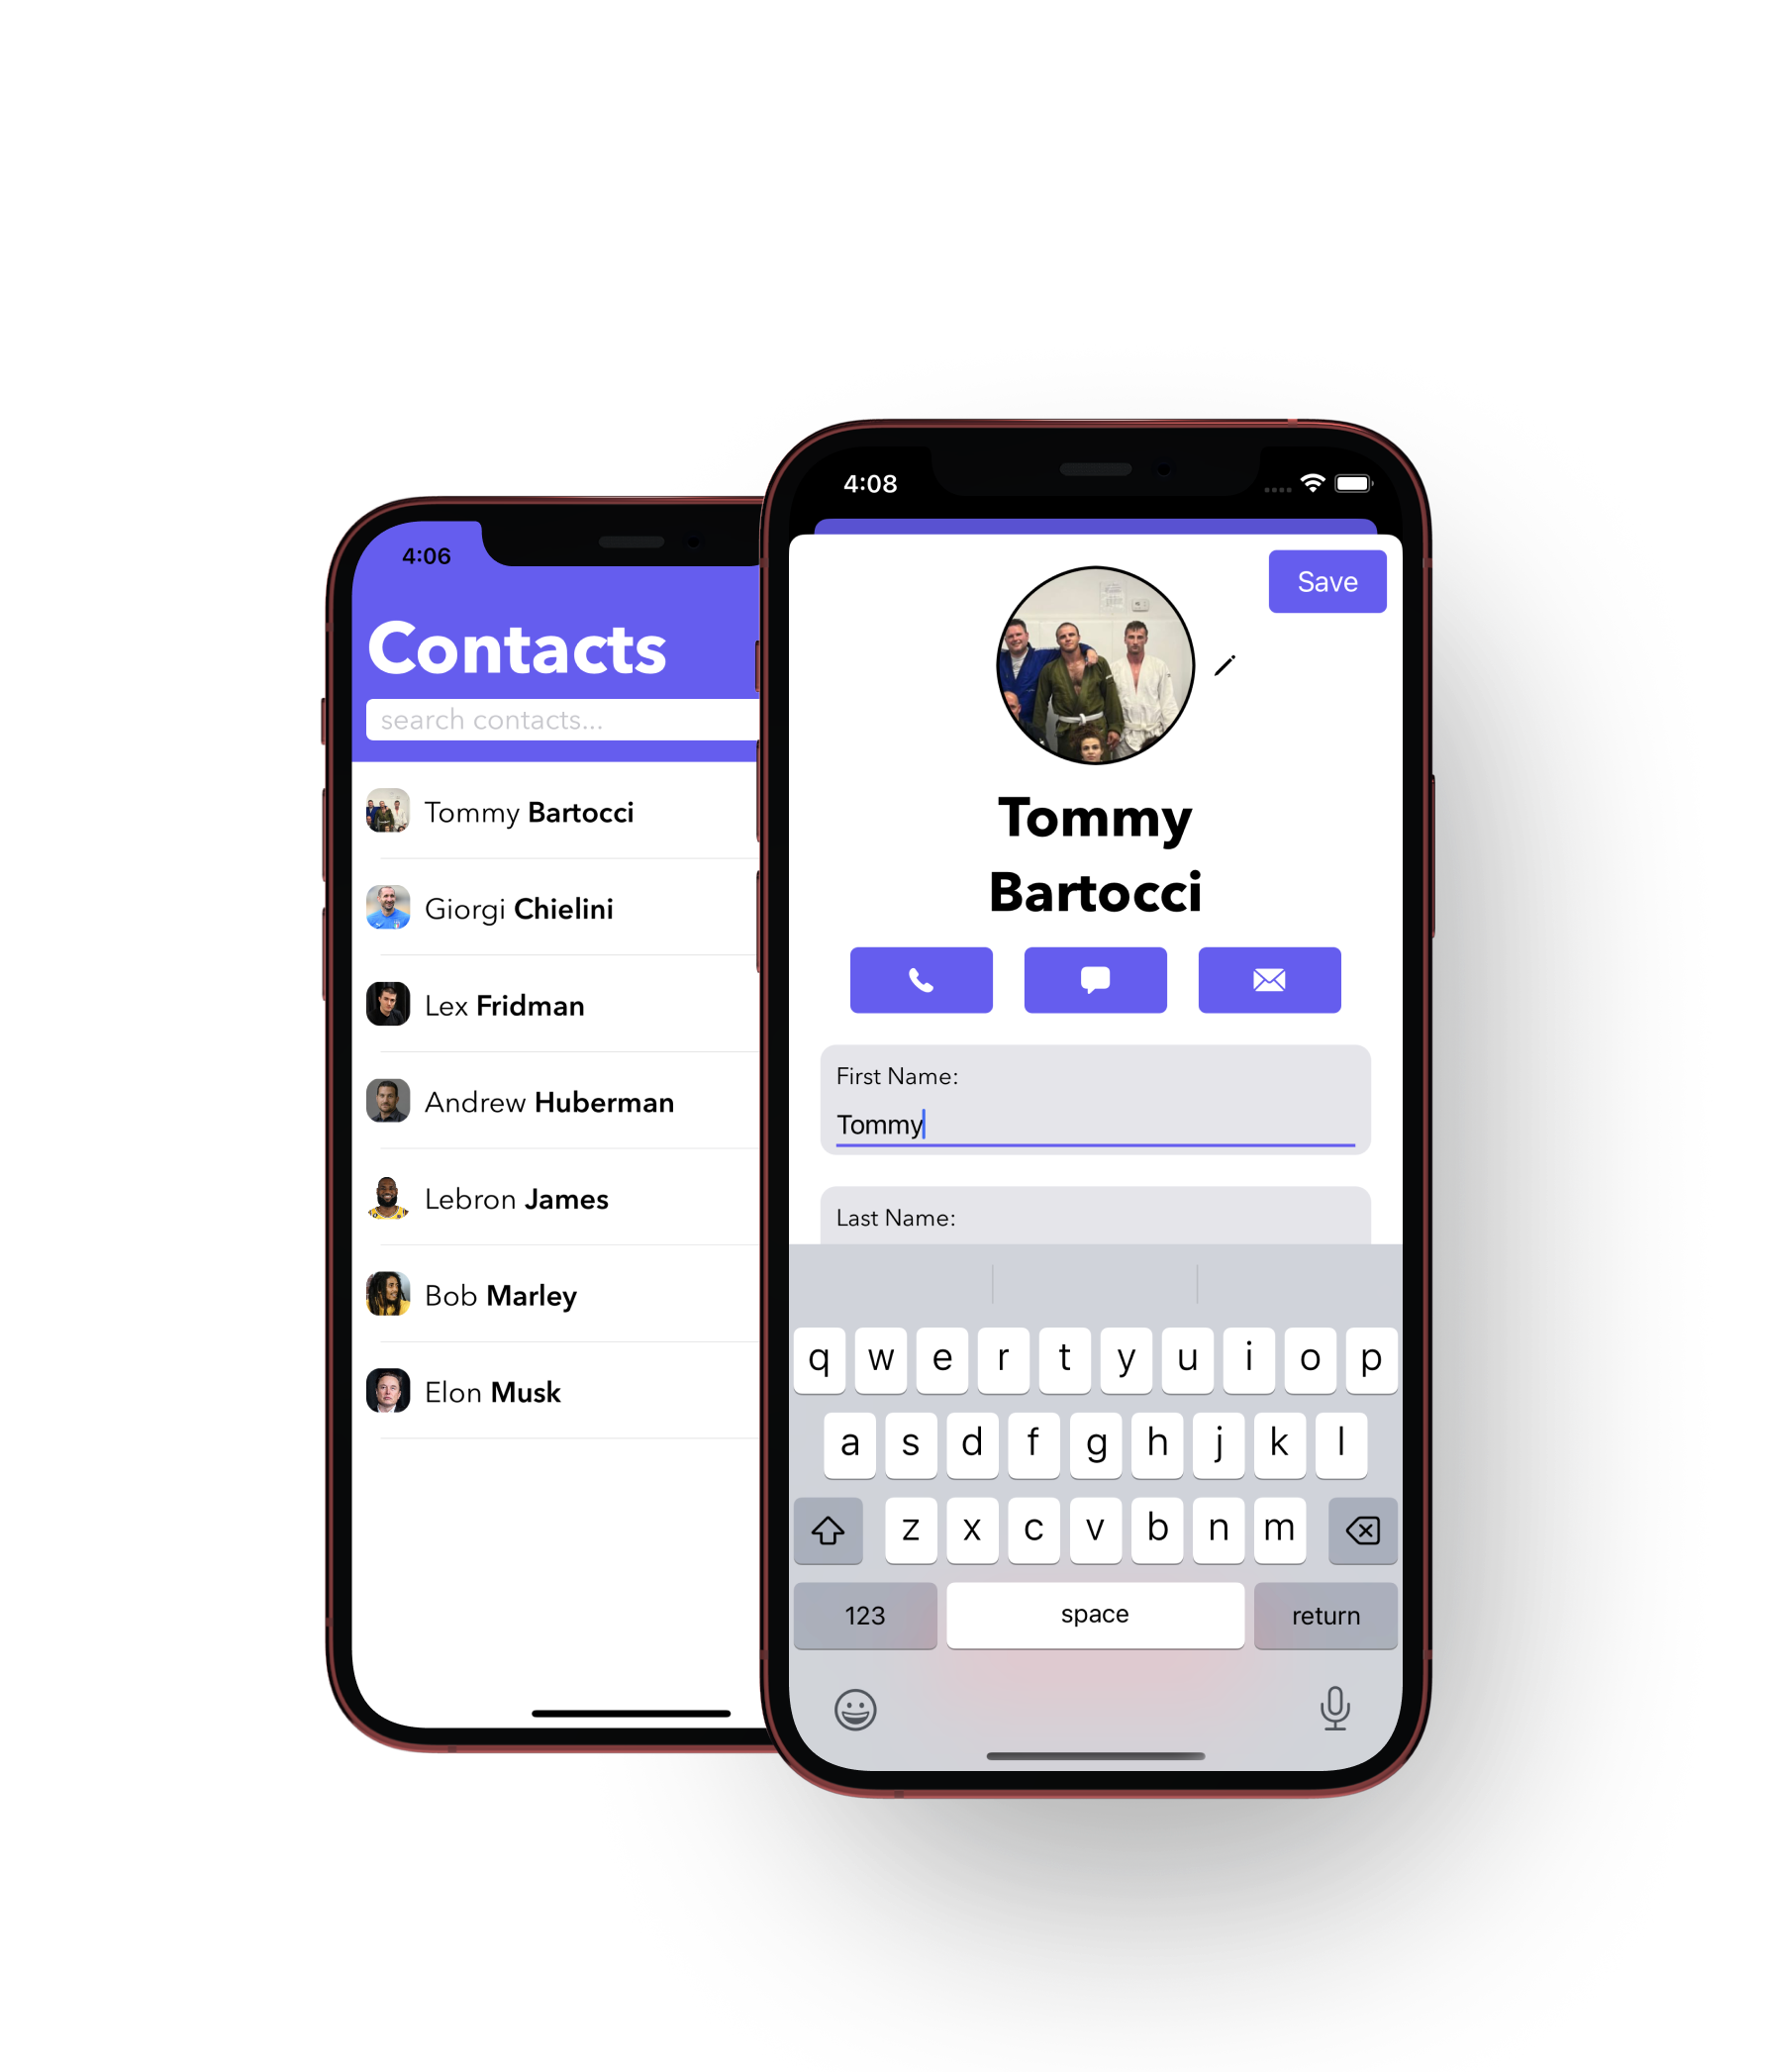 4:06
Contacts
search contacts...
Tommy Bartocci
Giorgi Chielini
Lex Fridman
Andrew Huberman
Lebron James
Bob Marley
Elon Musk
4:08
Save
Tommy
Bartocci
First Name:
Tommy
Last Name:
q w e r t y u i o p
a s d f g h j k l
z x c v b n m
123 space return